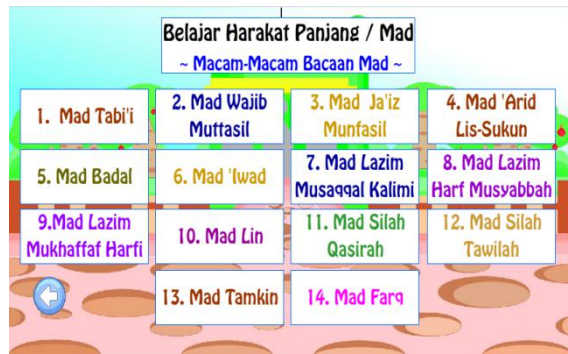 Belajar Harakat Panjang / Mad
~ Macam-Macam Bacaan Mad ~
1. Mad Tabi'i
2. Mad Wajib
Muttasil
3. Mad Ja'iz
Munfasil
4. Mad 'Arid
Lis-Sukun
5. Mad Badal
6. Mad 'Iwad
7. Mad Lazim
Musaqqal Kalimi
8. Mad Lazim
Harf Musyabbah
9.Mad Lazim
Mukhaffaf Harfi
10. Mad Lin
11. Mad Silah
Qasirah
12. Mad Silah
Tawilah
13. Mad Tamkin
14. Mad Farq